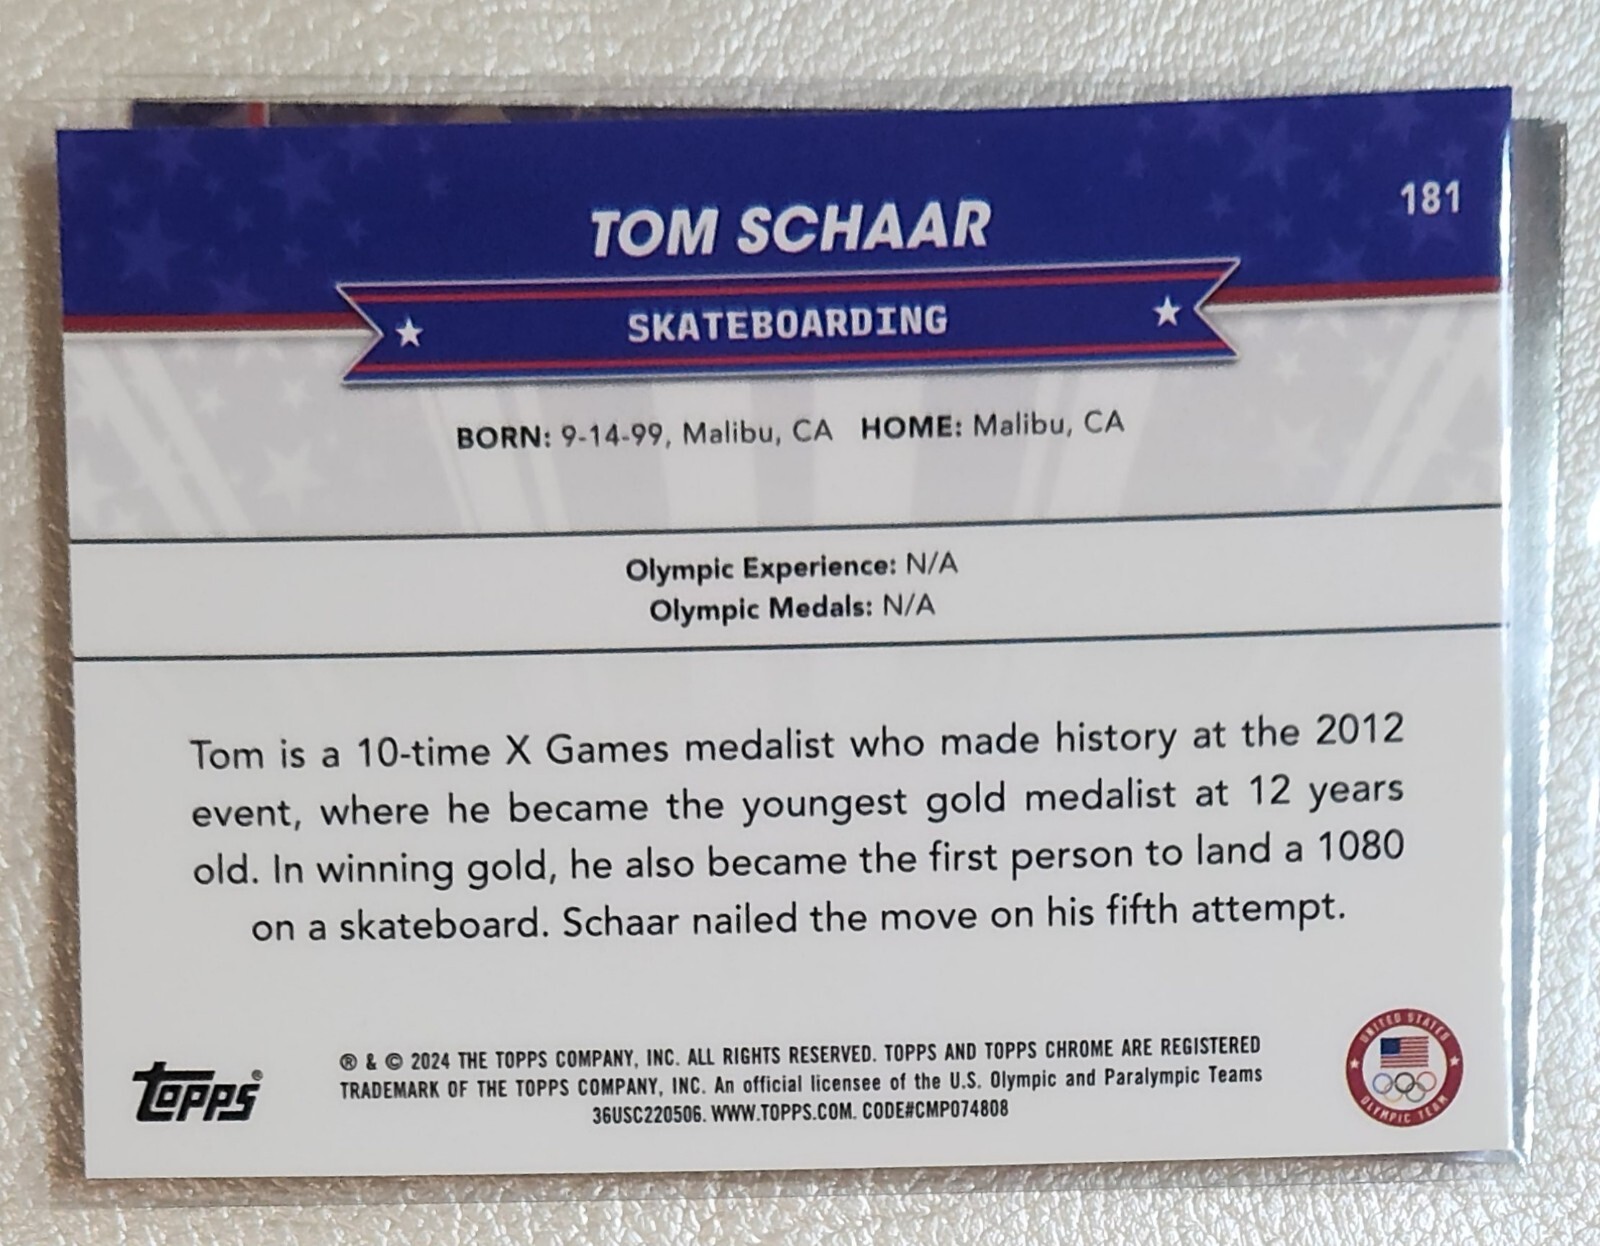 181
TOM SCHAAR
SKATEBOARDING
BORN: 9-14-99, Malibu, CA HOME: Malibu, CA
Olympic Experience: N/A
Olympic Medals: N/A
Tom is a 10-time X Games medalist who made history at the 2012
event, where he became the youngest gold medalist at 12 years
old. In winning gold, he also became the first person to land a 1080
on a skateboard. Schaar nailed the move on his fifth attempt.
topps®
® & © 2024 THE TOPPS COMPANY, INC. ALL RIGHTS RESERVED. TOPPS AND TOPPS CHROME ARE REGISTERED
TRADEMARK OF THE TOPPS COMPANY, INC. An official licensee of the U.S. Olympic and Paralympic Teams
36USC220506. WWW.TOPPS.COM. CODE#CMP074808
UNITED STATES
OLYMPIC TEAM